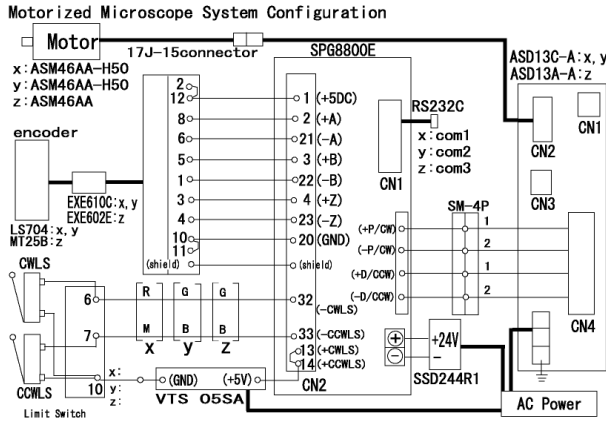 Motorized Microscope System Configuration
Motor
17J-15connector
SPG8800E
ASD13C-A:x, y
ASD13A-A:z
x:ASM46AA-H50
y:ASM46AA-H50
z:ASM46AA
encoder
EXE610C:x, y
EXE602E:z
LS704:x, y
MT25B:z
2
12
8
6
5
1
3
4
10
11
(shield)
1 (+5DC)
2 (+A)
21 (-A)
3 (+B)
22 (-B)
4 (+Z)
23 (-Z)
20 (GND)
(shield)
32
(-CWLS)
33 (-CCWLS)
13 (+CWLS)
14 (+CCWLS)
CN2
RS232C
x:com1
y:com2
z:com3
CN1
SM-4P
(+P/CW)
(-P/CW)
(+D/CCW)
(-D/CCW)
1
2
1
2
CN2
CN1
CN3
CN4
CWLS
CCWLS
Limit Switch
6
7
10
x:
y:
z:
R
M
x
G
B
y
G
B
z
(GND)
(+5V)
VTS 05SA
+
−
+24V
−
SSD244R1
AC Power